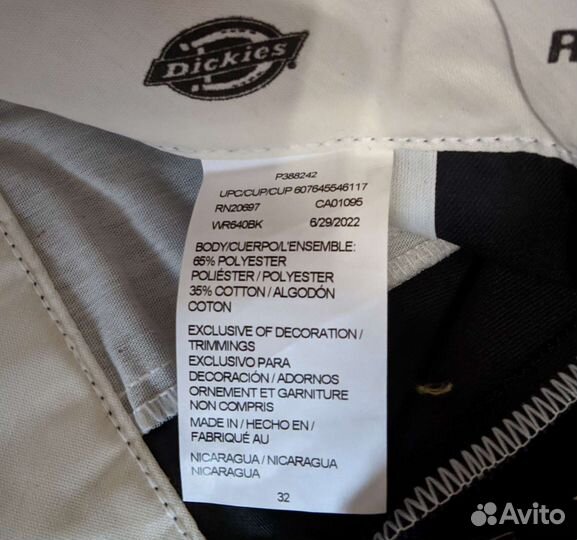 Dickies
R
P388242
UPC/CUP/CUP 607645546117
RN20697 CA01095
WR640BK 6/29/2022
BODY/CUERPO/L'ENSEMBLE:
65% POLYESTER
POLIÉSTER / POLYESTER
35% COTTON / ALGODÓN
COTON
EXCLUSIVE OF DECORATION /
TRIMMINGS
EXCLUSIVO PARA
DECORACIÓN / ADORNOS
ORNEMENT ET GARNITURE
NON COMPRIS
MADE IN / HECHO EN /
FABRIQUÉ AU
NICARAGUA / NICARAGUA
NICARAGUA
32
Avito